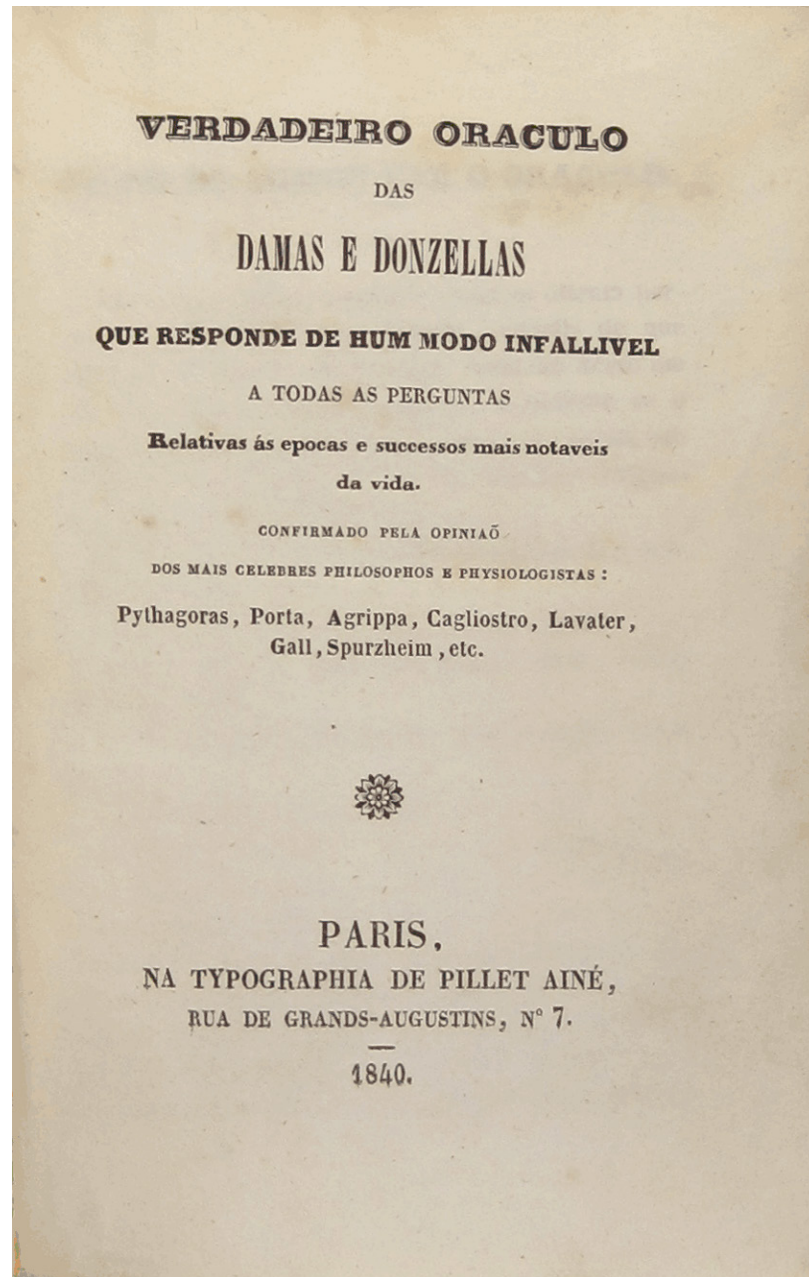 VERDADEIRO ORACULO
DAS
DAMAS E DONZELLAS
QUE RESPONDE DE HUM MODO INFALLIVEL
A TODAS AS PERGUNTAS
Relativas ás epocas e successos mais notaveis
da vida.
CONFIRMADO PELA OPINIAÕ
DOS MAIS CELEBRES PHILOSOPHOS E PHYSIOLOGISTAS :
Pythagoras, Porta, Agrippa, Cagliostro, Lavater,
Gall, Spurzheim, etc.
PARIS,
NA TYPOGRAPHIA DE PILLET AINÉ,
RUA DE GRANDS-AUGUSTINS, N° 7.
1840.